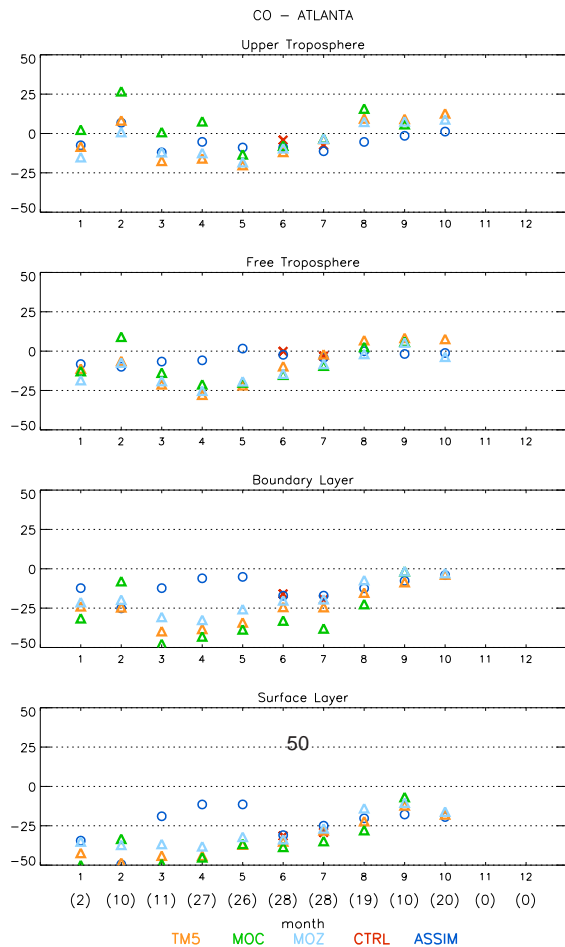 CO – ATLANTA
Upper Troposphere
50
25
0
−25
−50
1 2 3 4 5 6 7 8 9 10 11 12
Free Troposphere
50
25
0
−25
−50
1 2 3 4 5 6 7 8 9 10 11 12
Boundary Layer
50
25
0
−25
−50
1 2 3 4 5 6 7 8 9 10 11 12
Surface Layer
50
25
50
0
−25
−50
1 2 3 4 5 6 7 8 9 10 11 12
(2) (10) (11) (27) (26) (28) (28) (19) (10) (20) (0) (0)
month
TM5 MOC MOZ CTRL ASSIM